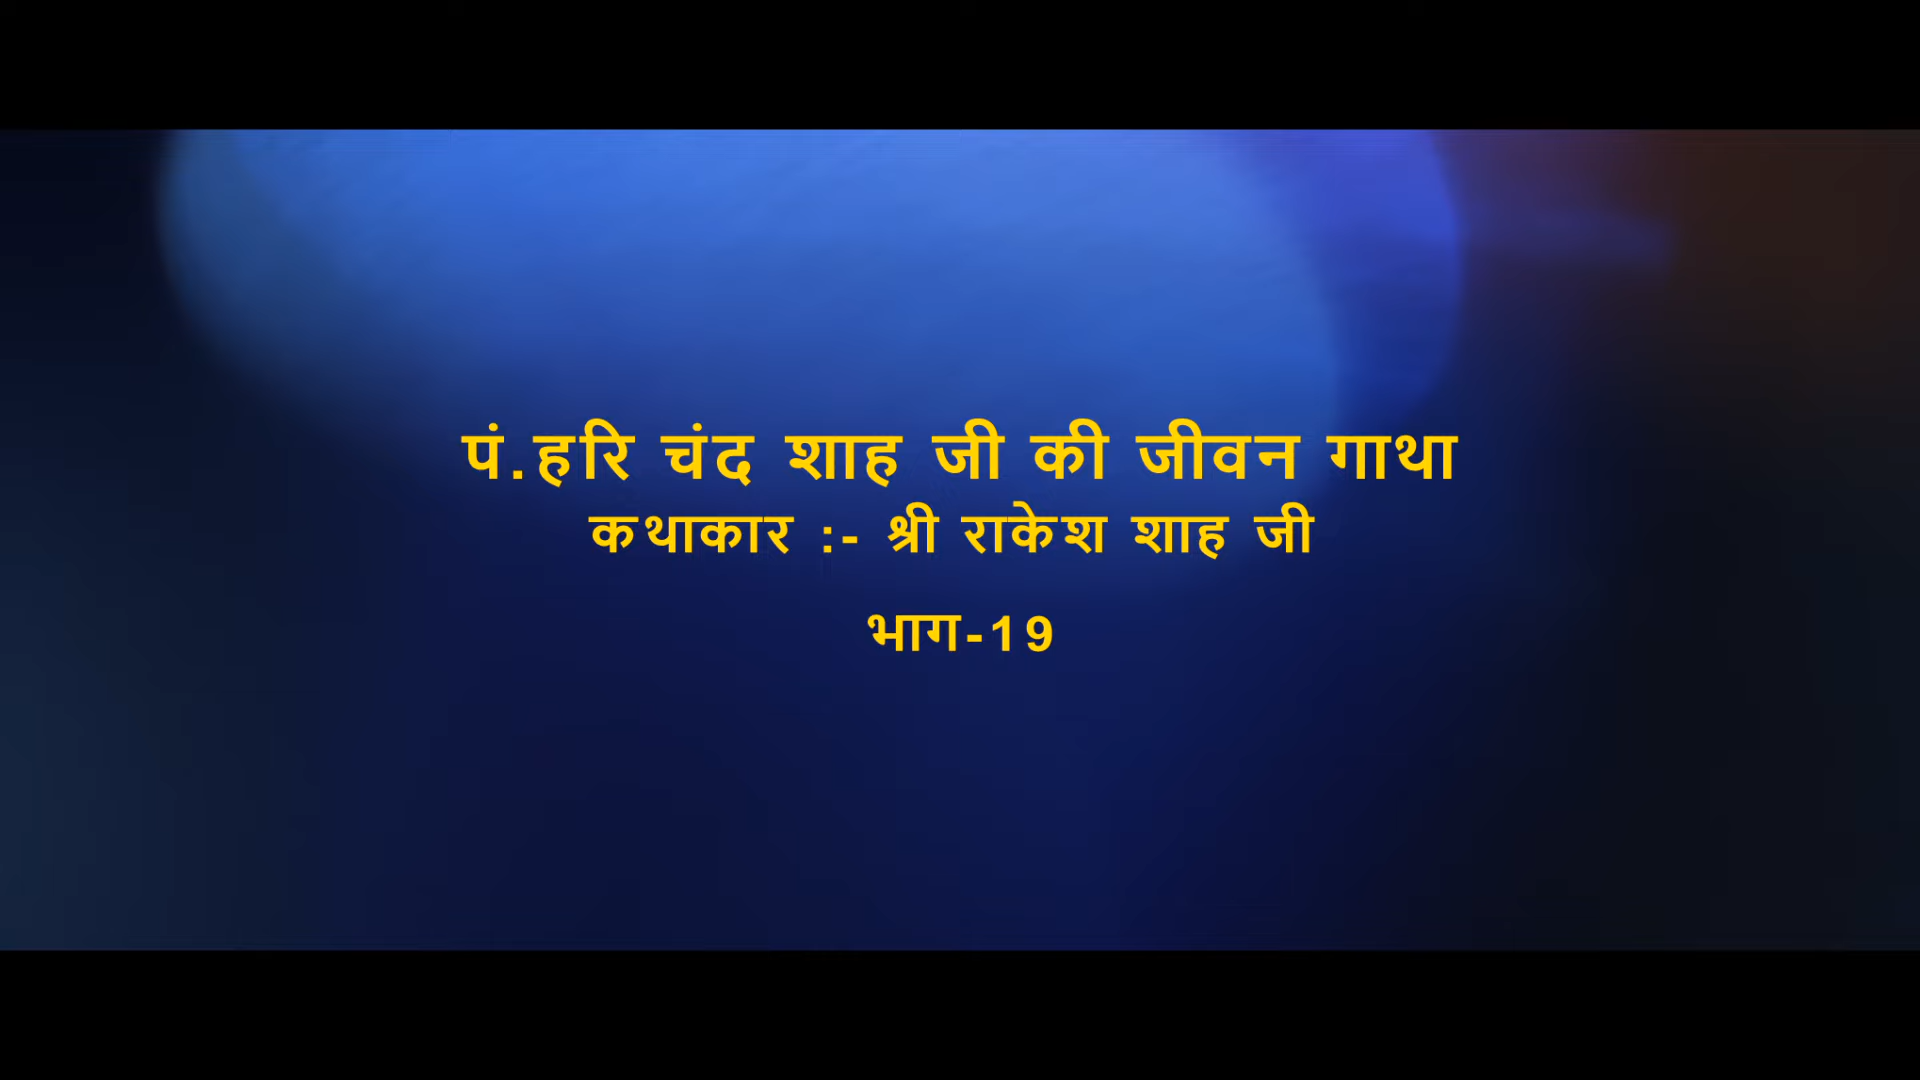 पं.हरि चंद शाह जी की जीवन गाथा
कथाकार :- श्री राकेश शाह जी
भाग-19